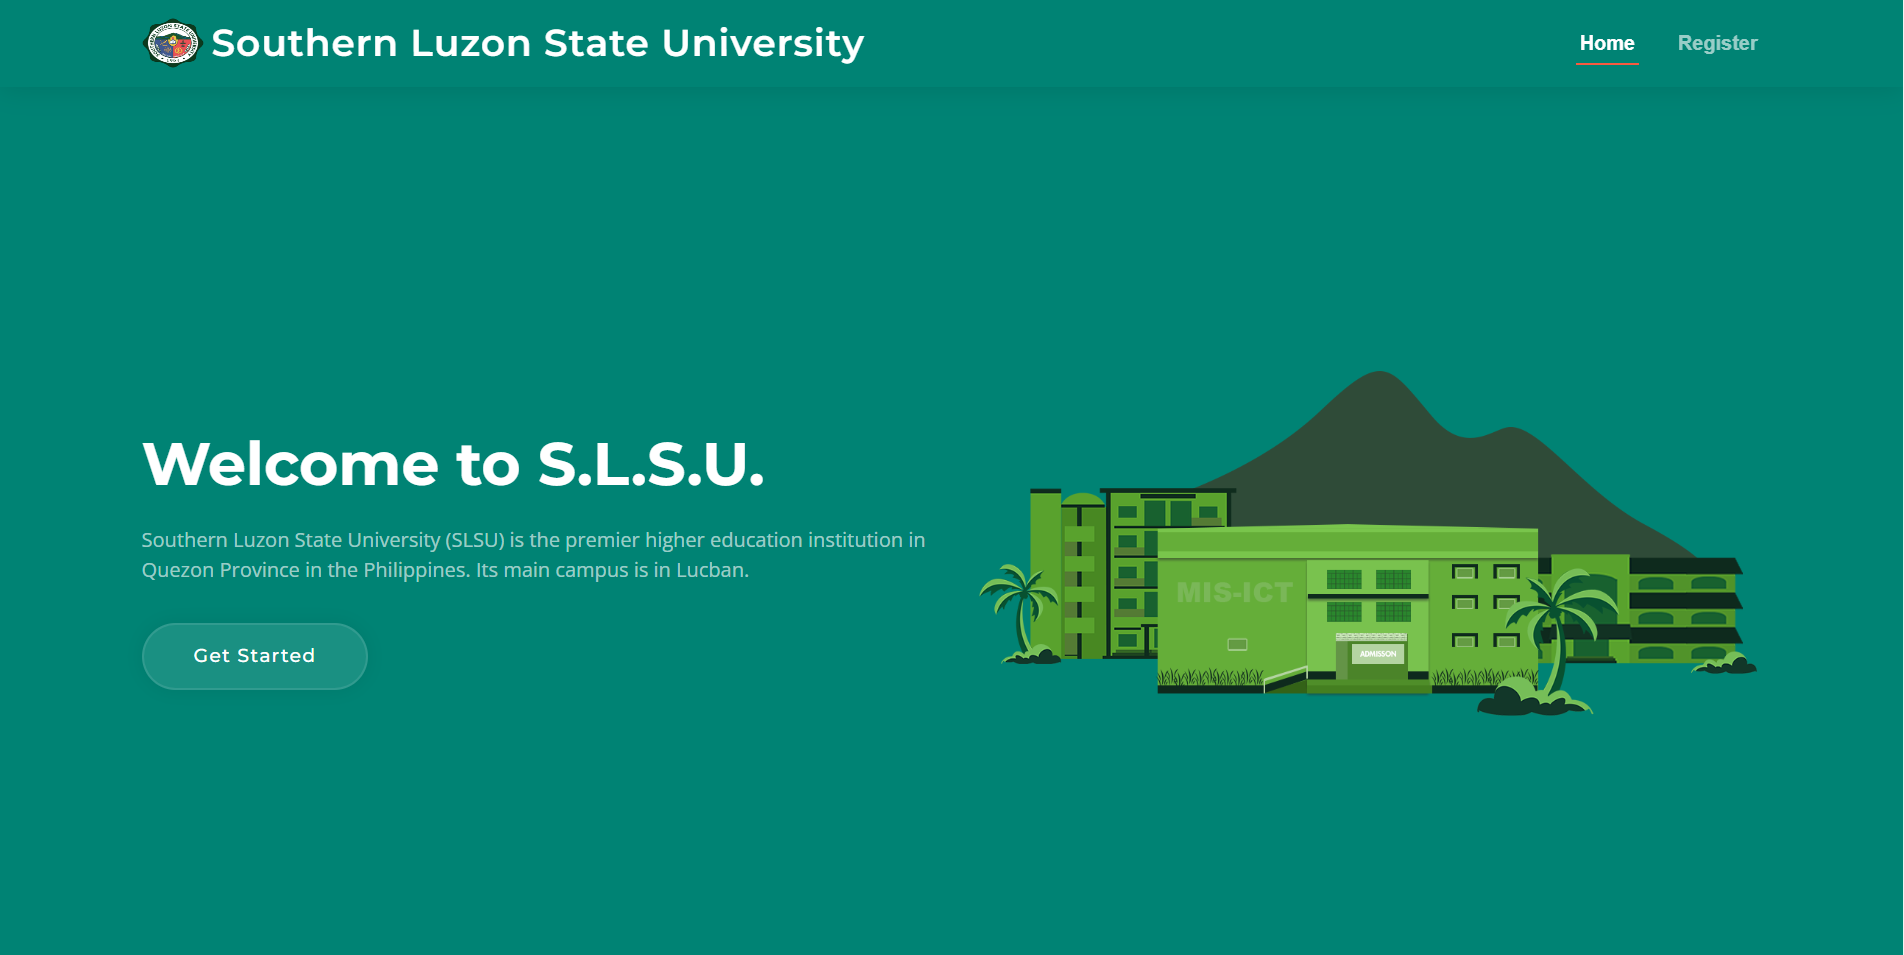 Southern Luzon State University
Home
Register
Welcome to S.L.S.U.
Southern Luzon State University (SLSU) is the premier higher education institution in
Quezon Province in the Philippines. Its main campus is in Lucban.
Get Started
MIS-ICT
ADMISSON